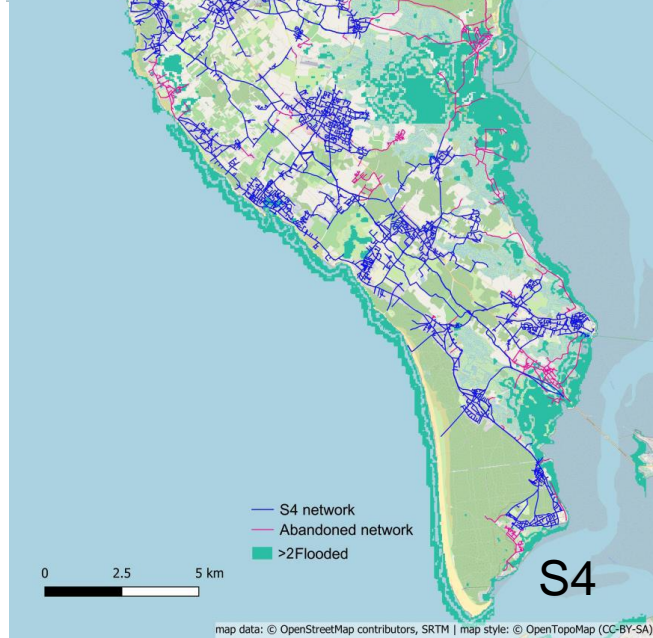 S4 network
Abandoned network
>2Flooded
0 2.5 5 km
S4
map data: © OpenStreetMap contributors, SRTM | map style: © OpenTopoMap (CC-BY-SA)